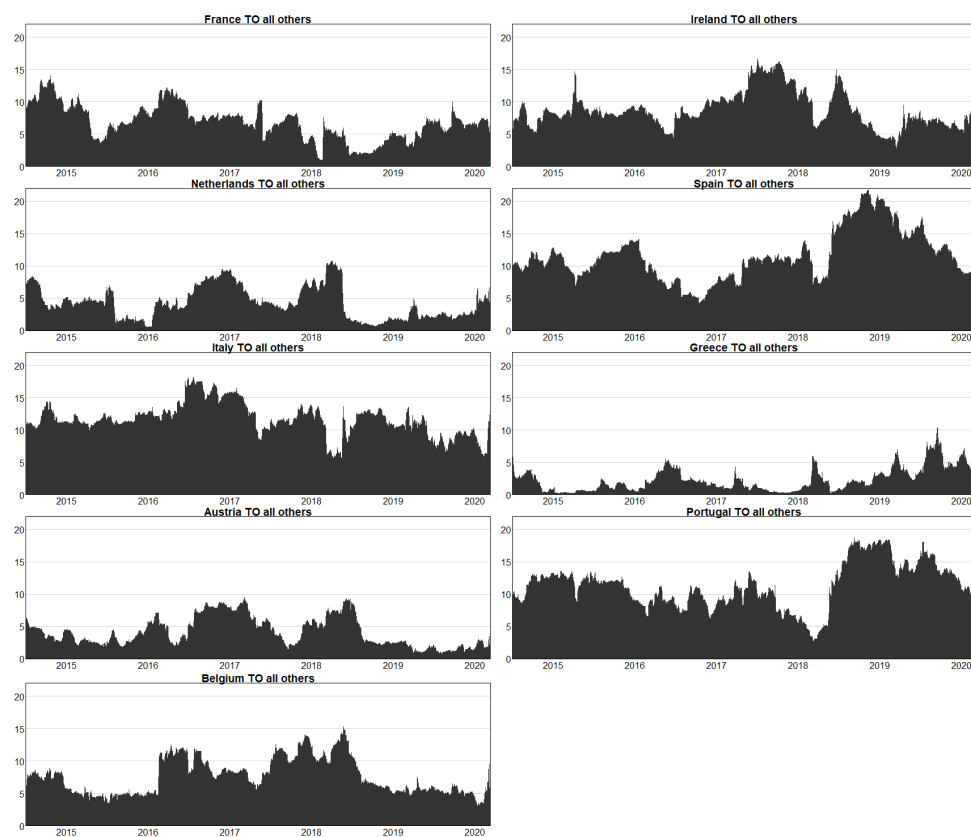 France TO all others
20
15
10
5
0
2015 2016 2017 2018 2019 2020
Ireland TO all others
20
15
10
5
0
2015 2016 2017 2018 2019 2020
Netherlands TO all others
20
15
10
5
0
2015 2016 2017 2018 2019 2020
Spain TO all others
20
15
10
5
0
2015 2016 2017 2018 2019 2020
Italy TO all others
20
15
10
5
0
2015 2016 2017 2018 2019 2020
Greece TO all others
20
15
10
5
0
2015 2016 2017 2018 2019 2020
Austria TO all others
20
15
10
5
0
2015 2016 2017 2018 2019 2020
Portugal TO all others
20
15
10
5
0
2015 2016 2017 2018 2019 2020
Belgium TO all others
20
15
10
5
0
2015 2016 2017 2018 2019 2020